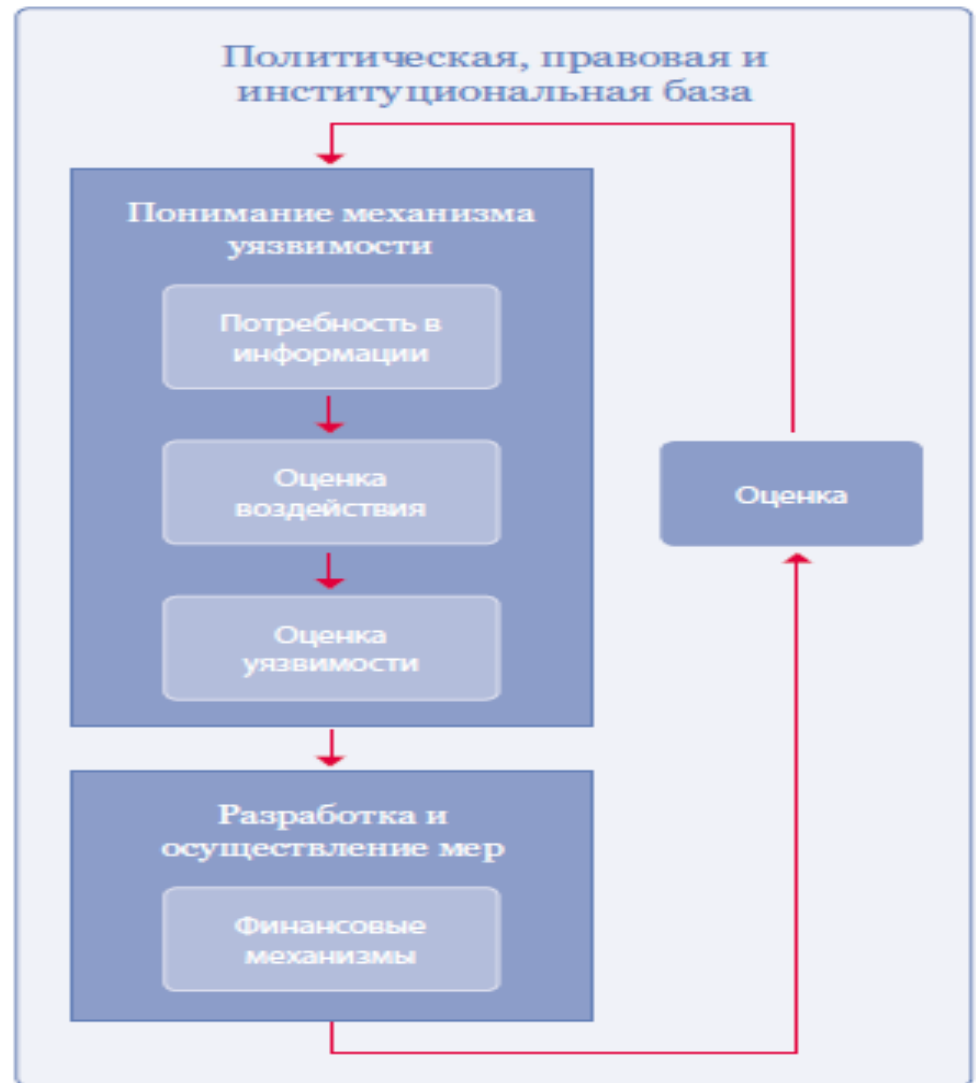 Политическая, правовая и
институциональная база
Понимание механизма
уязвимости
Потребность в
информации
Оценка
воздействия
Оценка
уязвимости
Оценка
Разработка и
осуществление мер
Финансовые
механизмы